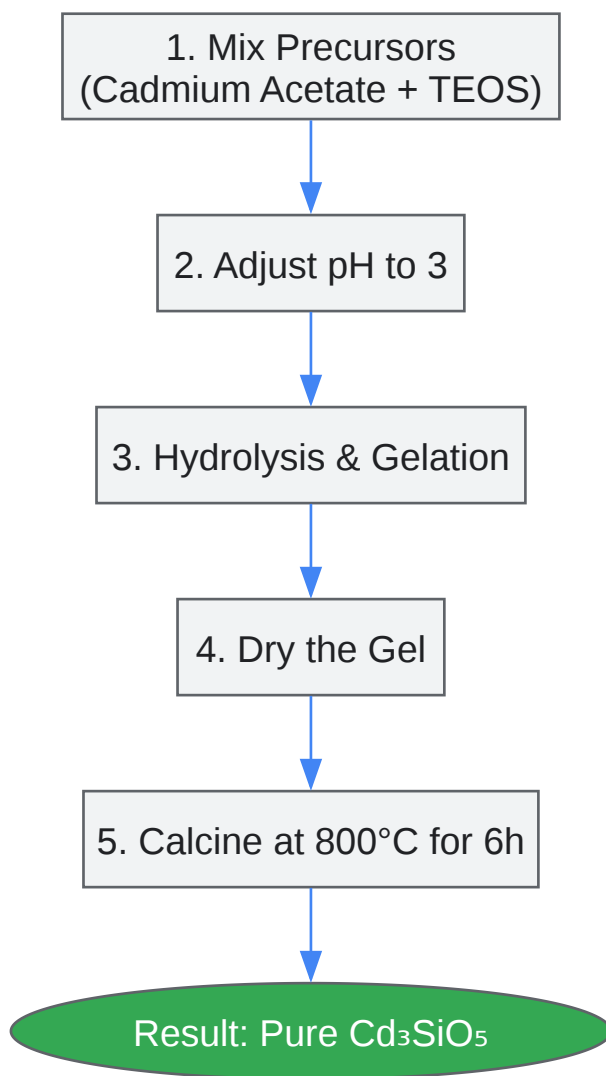 1. Mix Precursors
(Cadmium Acetate + TEOS)
2. Adjust pH to 3
3. Hydrolysis & Gelation
4. Dry the Gel
5. Calcine at 800°C for 6h
Result: Pure Cd₃SiO₅